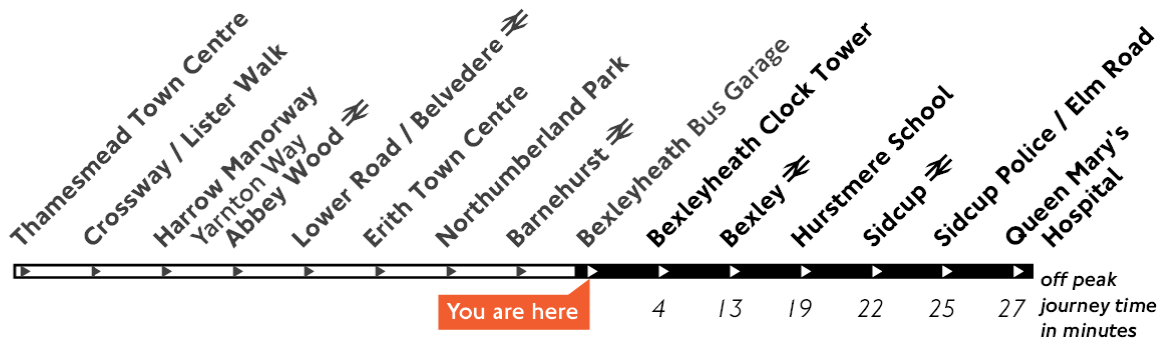 Thamesmead Town Centre
Crossway / Lister Walk
Harrow Manorway
Yarnton Way
Abbey Wood
Lower Road / Belvedere
Erith Town Centre
Northumberland Park
Barnehurst
Bexleyheath Bus Garage
Bexleyheath Clock Tower
Bexley
Hurstmere School
Sidcup
Sidcup Police / Elm Road
Queen Mary's
Hospital
You are here
4 13 19 22 25 27
off peak
journey time
in minutes